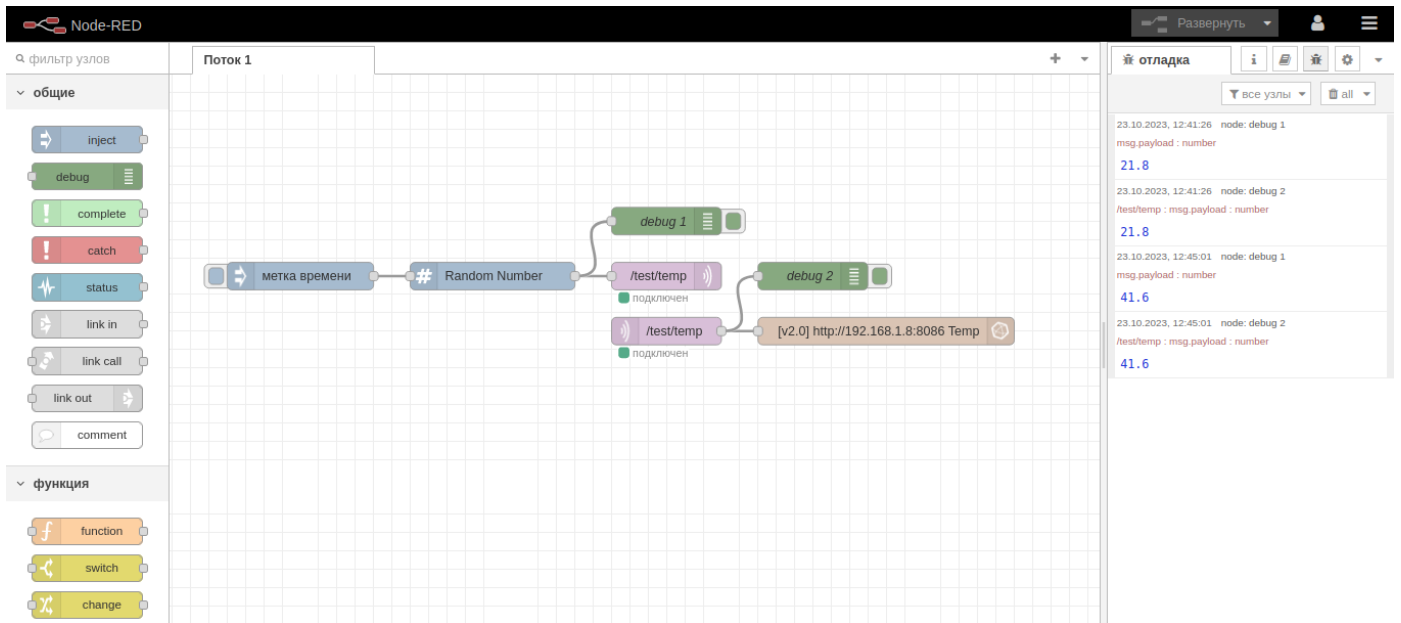 Node-RED
Развернуть
фильтр узлов
общие
inject
debug
complete
catch
status
link in
link call
link out
comment
функция
function
switch
change
Поток 1
debug 1
метка времени
Random Number
/test/temp
подключен
debug 2
/test/temp
подключен
[v2.0] http://192.168.1.8:8086 Temp
отладка
i
все узлы
all
23.10.2023, 12:41:26 node: debug 1
msg.payload : number
21.8
23.10.2023, 12:41:26 node: debug 2
/test/temp : msg.payload : number
21.8
23.10.2023, 12:45:01 node: debug 1
msg.payload : number
41.6
23.10.2023, 12:45:01 node: debug 2
/test/temp : msg.payload : number
41.6